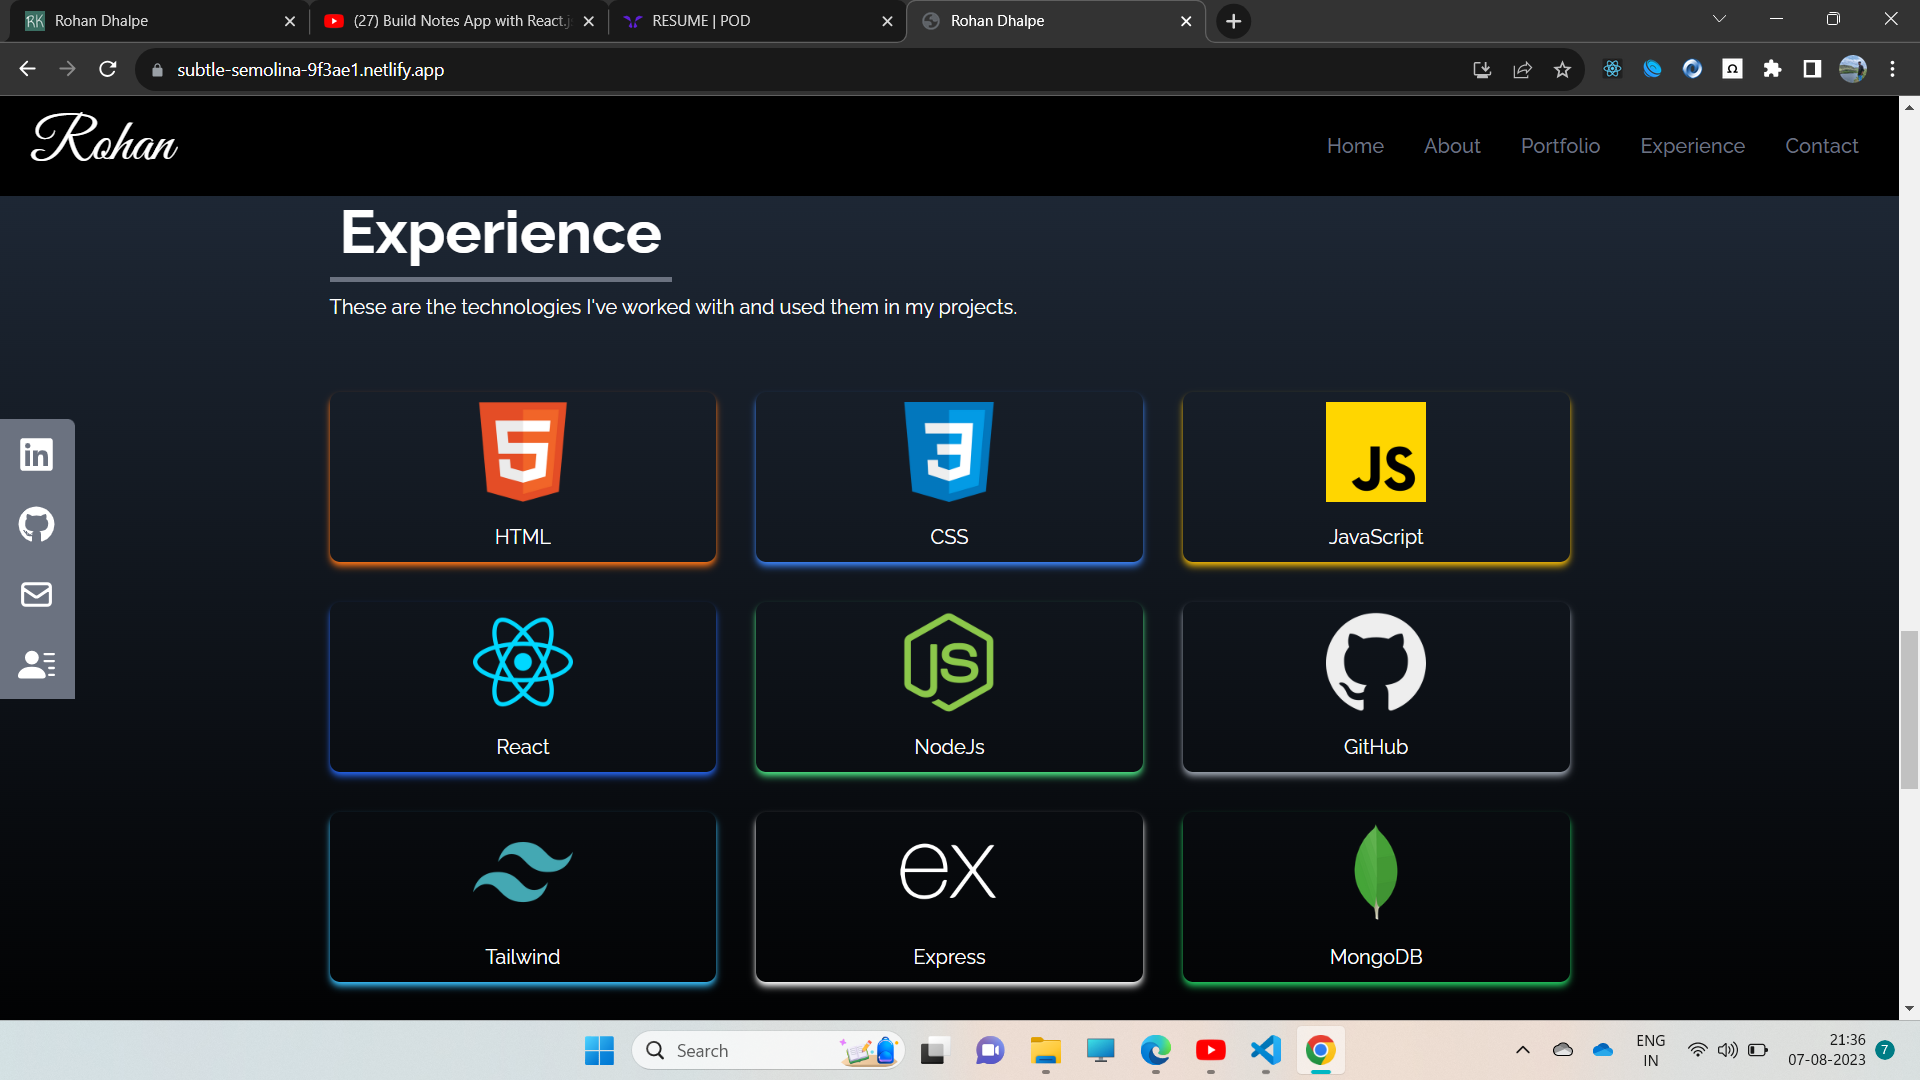 Rohan Dhalpe
(27) Build Notes App with React.j
RESUME | POD
Rohan Dhalpe
subtle-semolina-9f3ae1.netlify.app
Rohan
Home About Portfolio Experience Contact
Experience
These are the technologies I've worked with and used them in my projects.
HTML
CSS
JS
JavaScript
React
JS
NodeJs
GitHub
Tailwind
ex
Express
MongoDB
Search
ENG
IN
21:36
07-08-2023
7